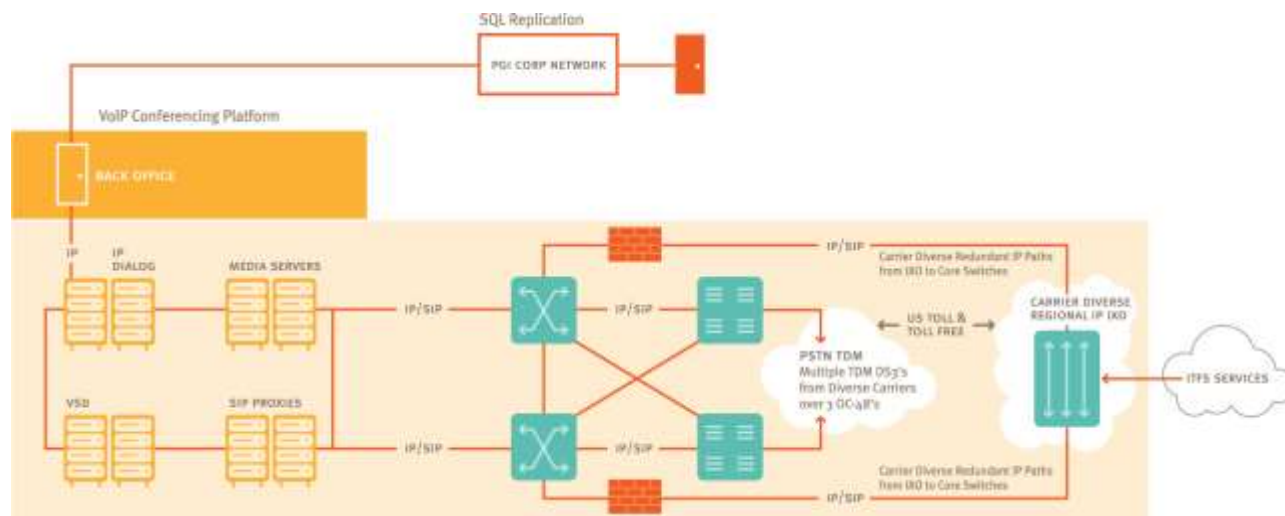 SQL Replication
PGI CORP NETWORK
VoIP Conferencing Platform
BACK OFFICE
IP
IP
DIALOG
MEDIA SERVERS
IP/SIP
Carrier Diverse Redundant IP Paths
from IXO to Core Switches
CARRIER DIVERSE
REGIONAL IP IXO
IP/SIP
IP/SIP
US TOLL &
TOLL FREE
PSTN TDM
Multiple TDM DS3's
from Diverse Carriers
over 3 OC-48's
ITFS SERVICES
VSB
SIP PROXIES
IP/SIP
IP/SIP
Carrier Diverse Redundant IP Paths
from IXO to Core Switches
IP/SIP